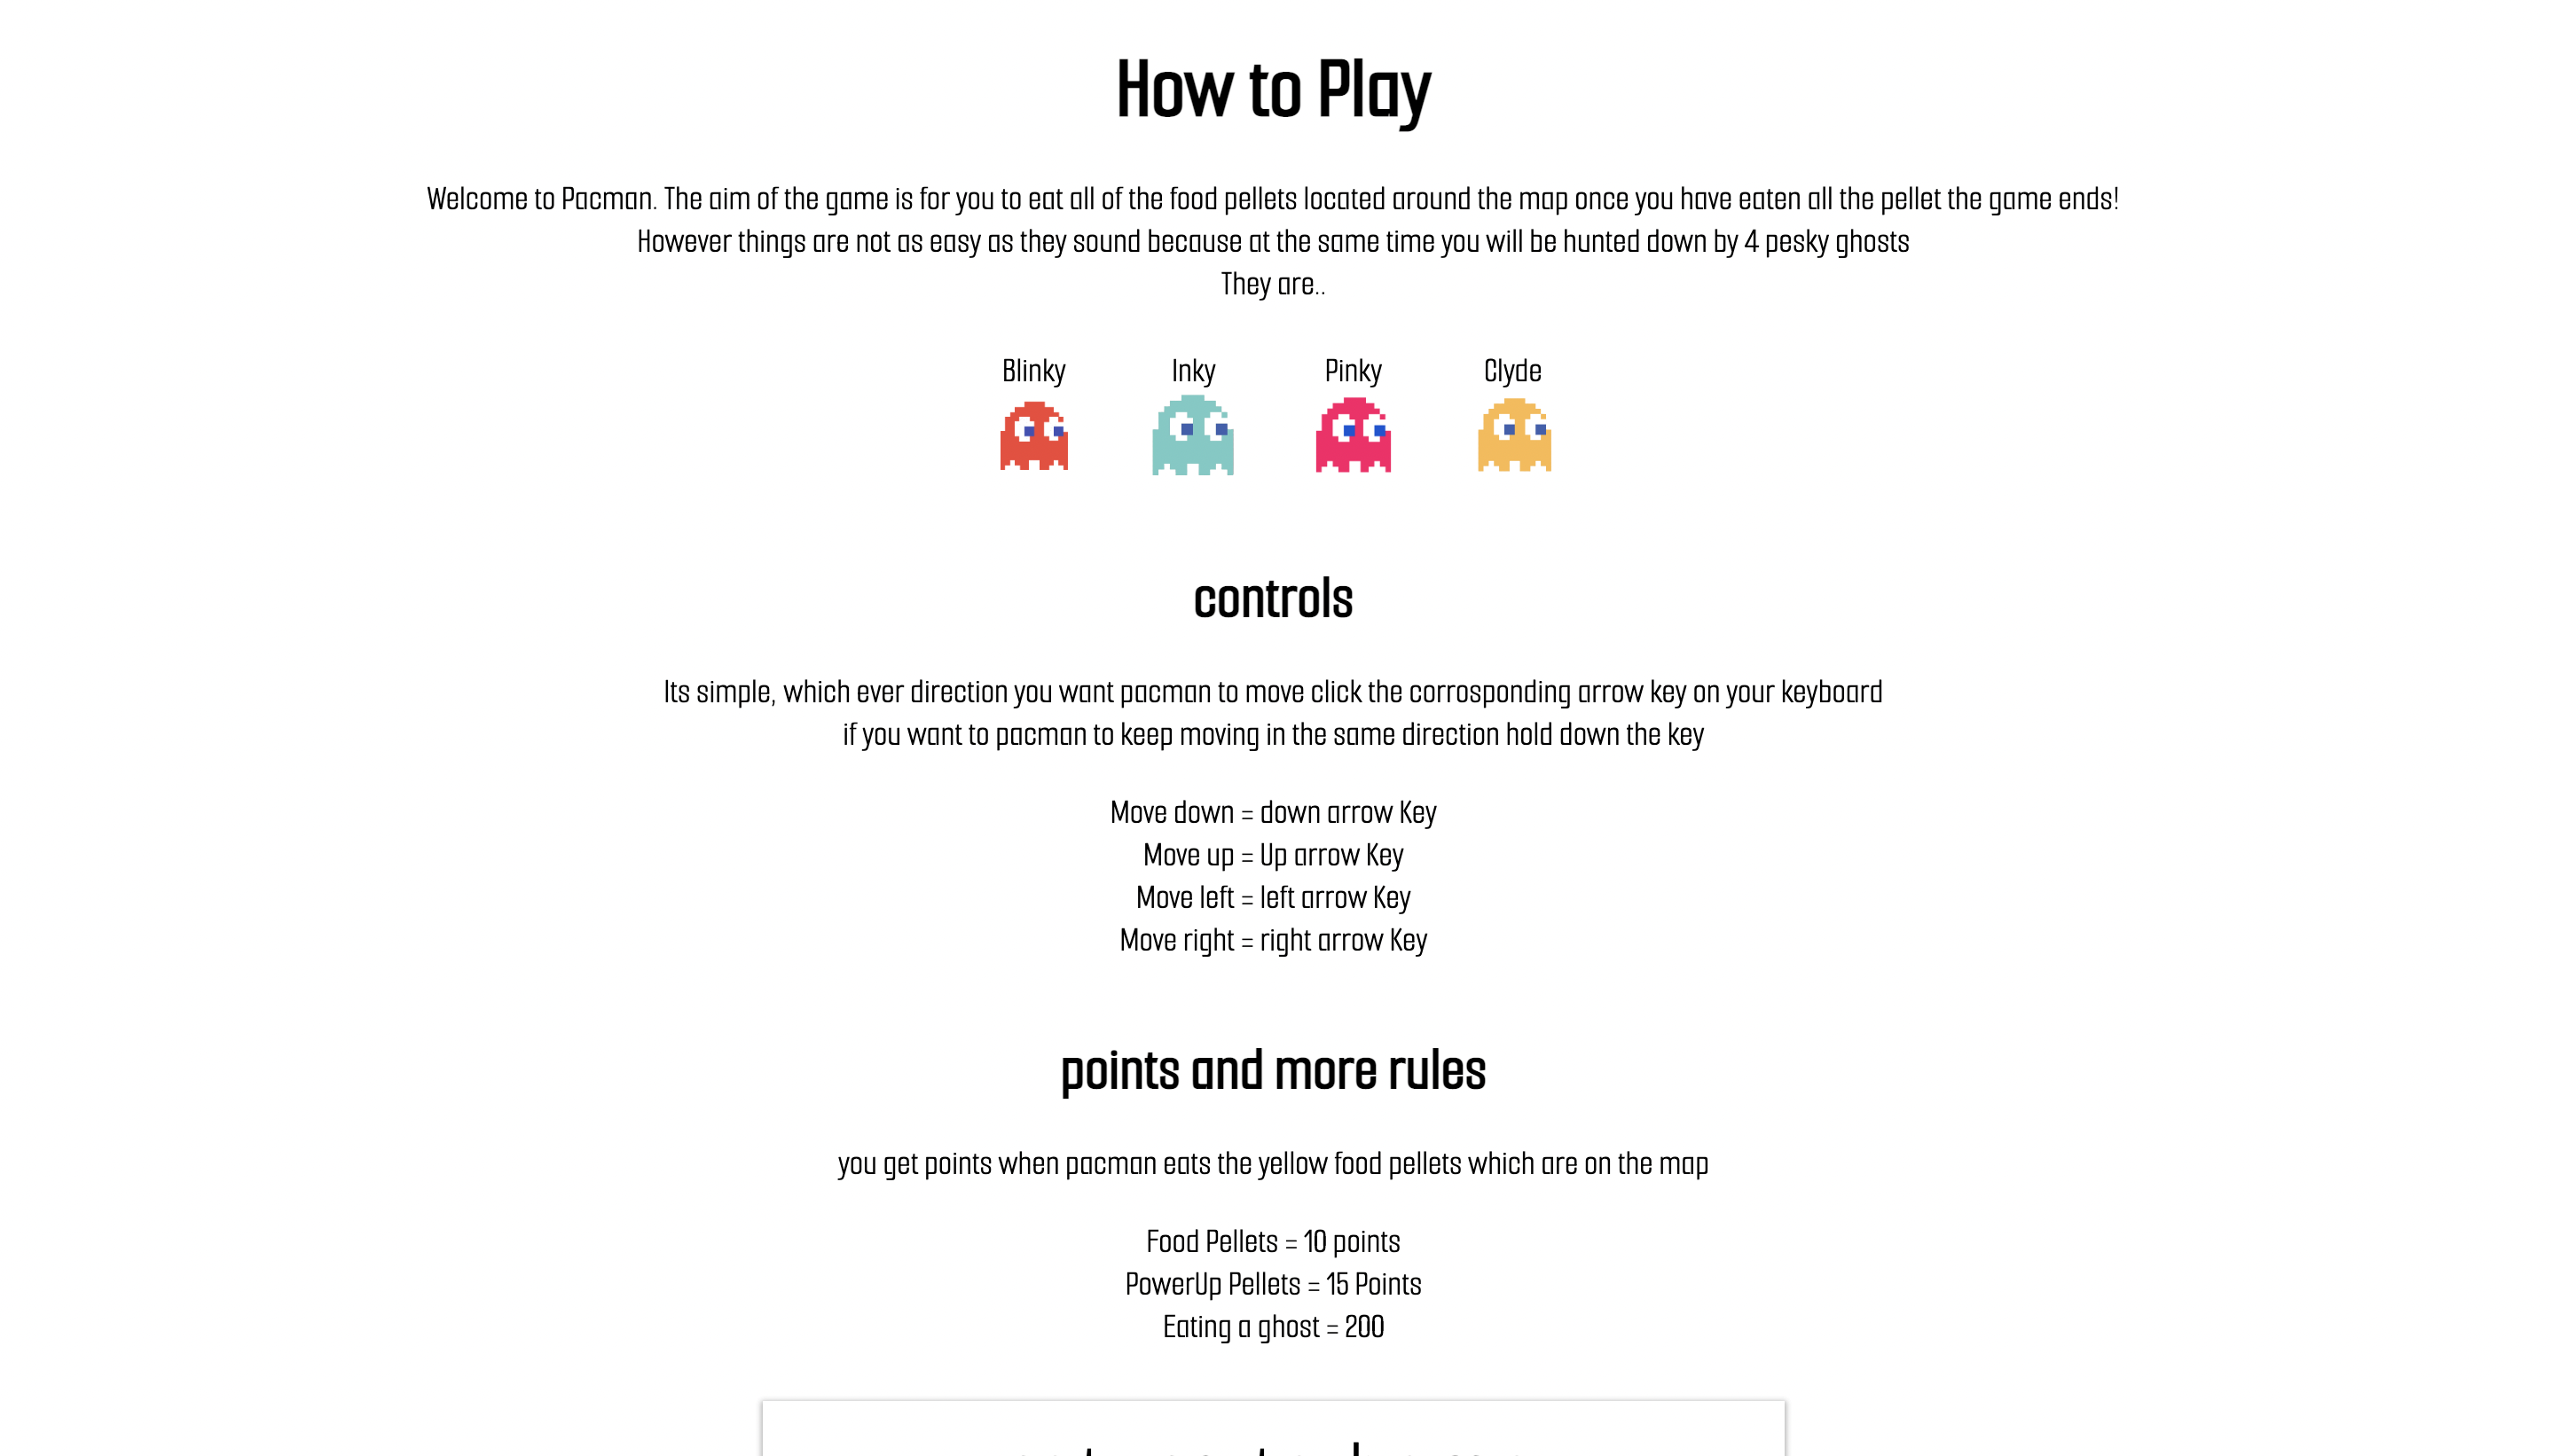 How to Play
Welcome to Pacman. The aim of the game is for you to eat all of the food pellets located around the map once you have eaten all the pellet the game ends!
However things are not as easy as they sound because at the same time you will be hunted down by 4 pesky ghosts
They are..
Blinky Inky Pinky Clyde
controls
Its simple, which ever direction you want pacman to move click the corrosponding arrow key on your keyboard
if you want to pacman to keep moving in the same direction hold down the key
Move down = down arrow Key
Move up = Up arrow Key
Move left = left arrow Key
Move right = right arrow Key
points and more rules
you get points when pacman eats the yellow food pellets which are on the map
Food Pellets = 10 points
PowerUp Pellets = 15 Points
Eating a ghost = 200